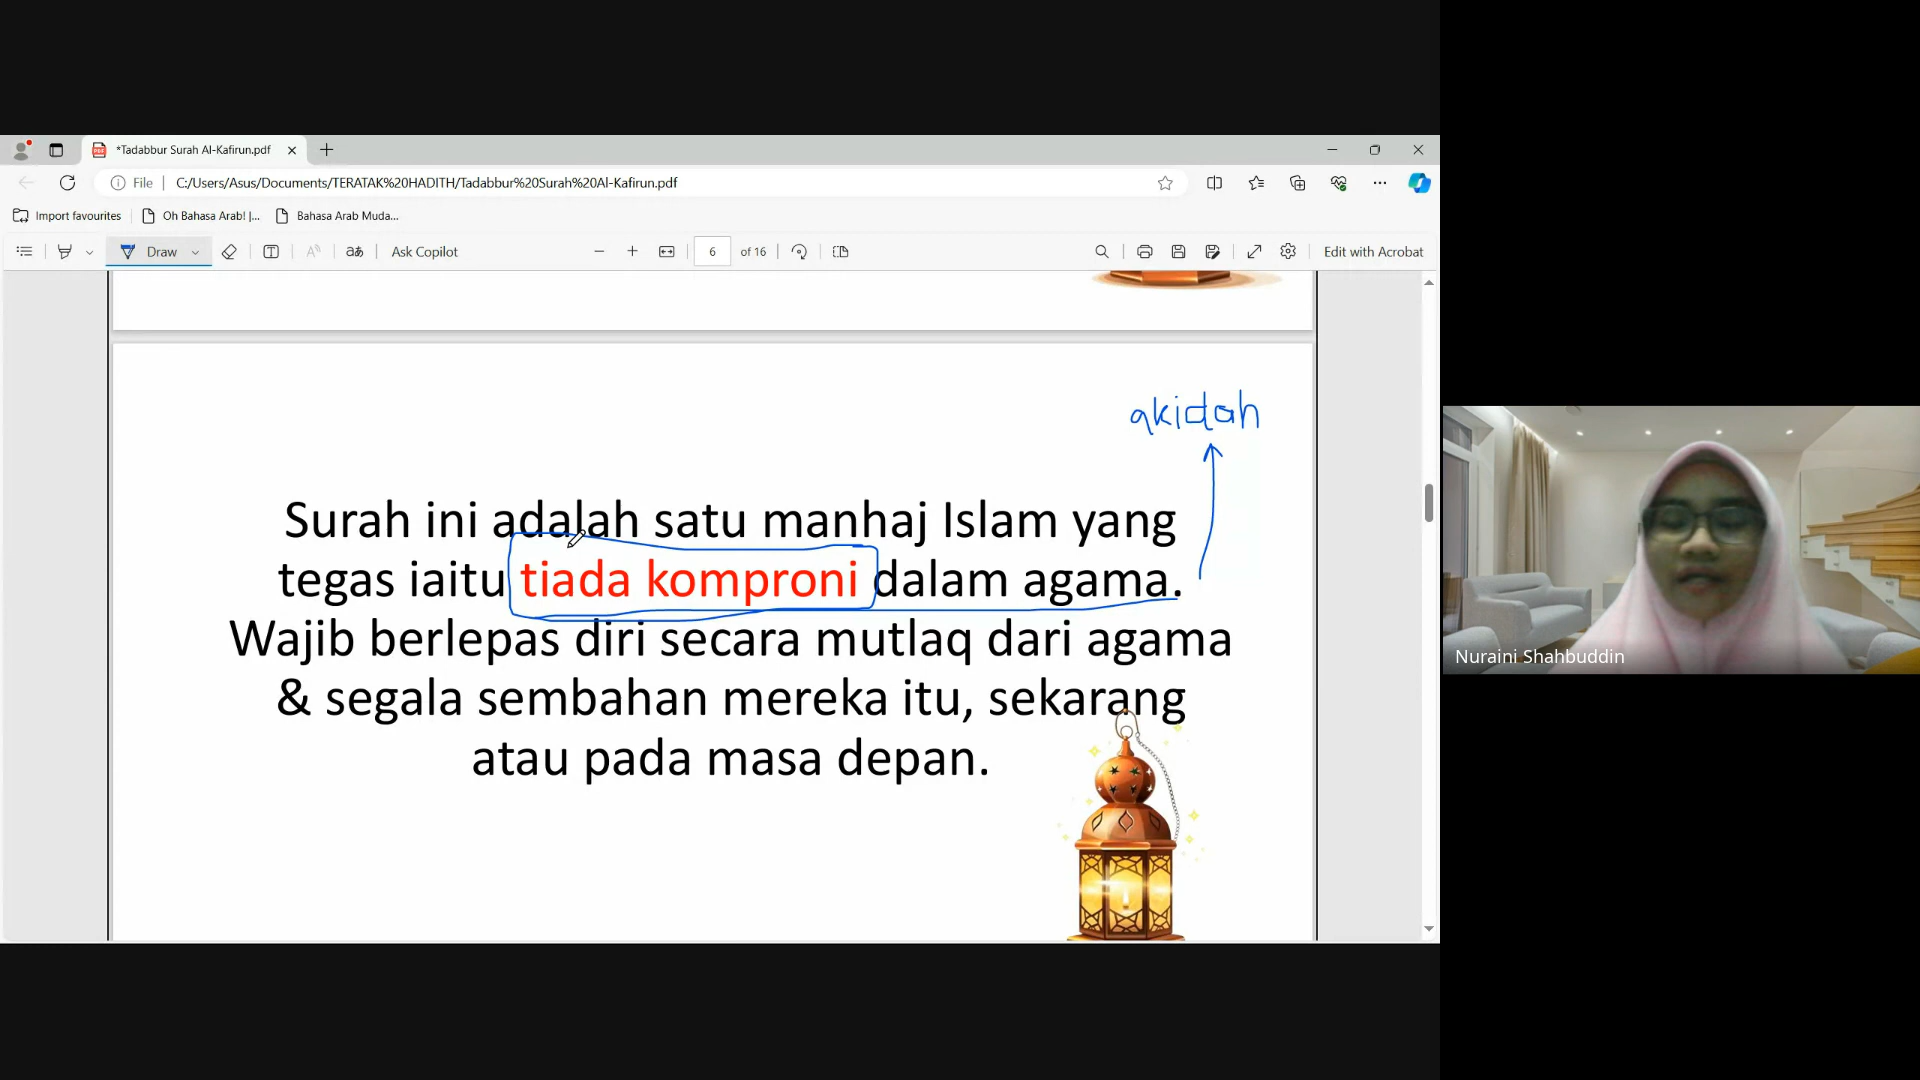 *Tadabbur Surah Al-Kafirun.pdf
File
C:/Users/Asus/Documents/TERATAK%20HADITH/Tadabbur%20Surah%20Al-Kafirun.pdf
Import favourites
Oh Bahasa Arab! |...
Bahasa Arab Muda...
Draw
aあ
Ask Copilot
6 of 16
Edit with Acrobat
akidah
Surah ini adalah satu manhaj Islam yang
tegas iaitu tiada komproni dalam agama.
Wajib berlepas diri secara mutlaq dari agama
& segala sembahan mereka itu, sekarang
atau pada masa depan.
Nuraini Shahbuddin